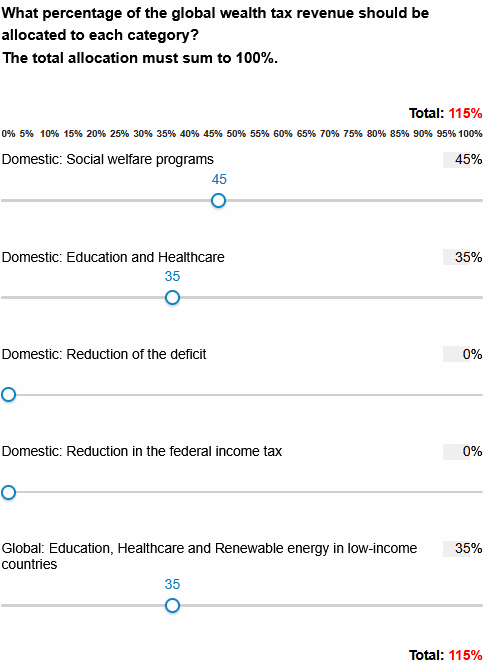 What percentage of the global wealth tax revenue should be
allocated to each category?
The total allocation must sum to 100%.
Total: 115%
0% 5% 10% 15% 20% 25% 30% 35% 40% 45% 50% 55% 60% 65% 70% 75% 80% 85% 90% 95% 100%
Domestic: Social welfare programs 45%
45
Domestic: Education and Healthcare 35%
35
Domestic: Reduction of the deficit 0%
Domestic: Reduction in the federal income tax 0%
Global: Education, Healthcare and Renewable energy in low-income 35%
countries
35
Total: 115%